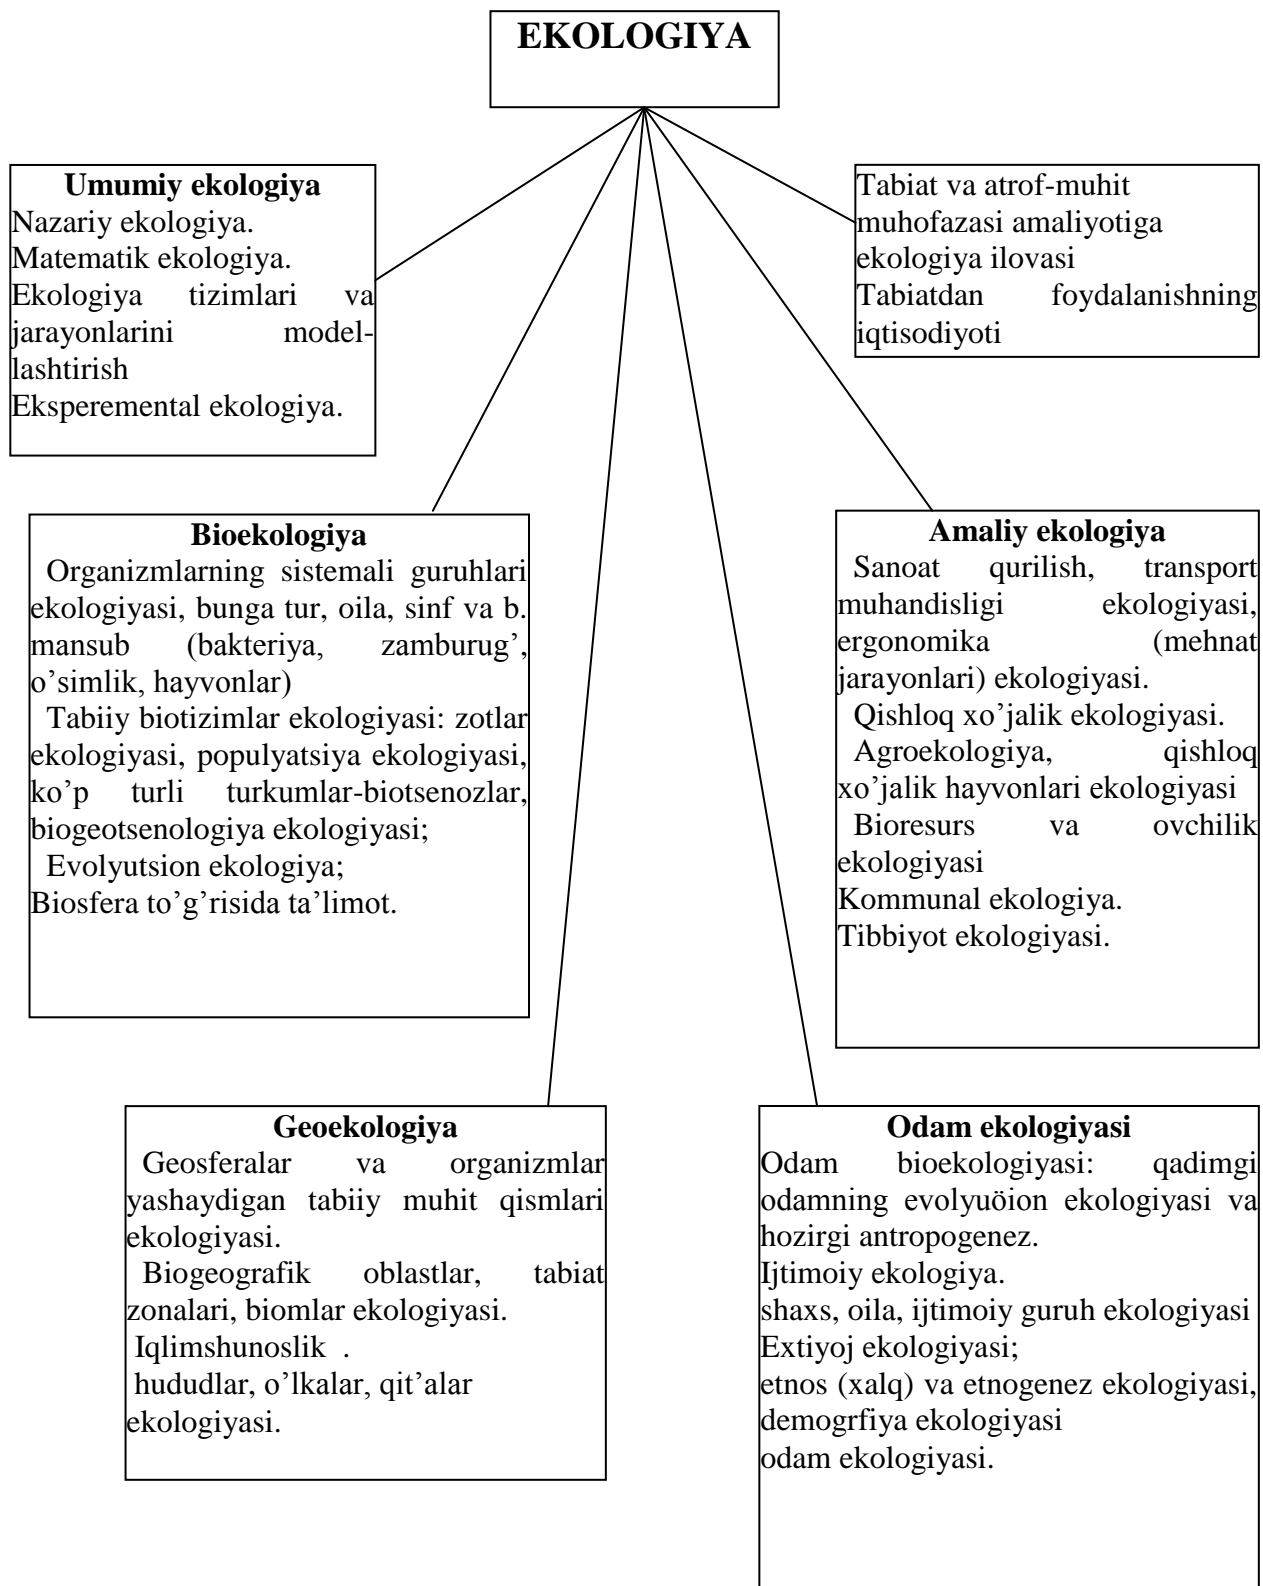 EKOLOGIYA
Umumiy ekologiya
Nazariy ekologiya.
Matematik ekologiya.
Ekologiya tizimlari va
jarayonlarini model-
lashtirish
Eksperemental ekologiya.
Tabiat va atrof-muhit
muhofazasi amaliyotiga
ekologiya ilovasi
Tabiatdan foydalanishning
iqtisodiyoti
Bioekologiya
Organizmlarning sistemali guruhlari
ekologiyasi, bunga tur, oila, sinf va b.
mansub (bakteriya, zamburug’,
o’simlik, hayvonlar)
Tabiiy biotizimlar ekologiyasi: zotlar
ekologiyasi, populyatsiya ekologiyasi,
ko’p turli turkumlar-biotsenozlar,
biogeotsenologiya ekologiyasi;
Evolyutsion ekologiya;
Biosfera to’g’risida ta’limot.
Amaliy ekologiya
Sanoat qurilish, transport
muhandisligi ekologiyasi,
ergonomika (mehnat
jarayonlari) ekologiyasi.
Qishloq xo’jalik ekologiyasi.
Agroekologiya, qishloq
xo’jalik hayvonlari ekologiyasi
Bioresurs va ovchilik
ekologiyasi
Kommunal ekologiya.
Tibbiyot ekologiyasi.
Geoekologiya
Geosferalar va organizmlar
yashaydigan tabiiy muhit qismlari
ekologiyasi.
Biogeografik oblastlar, tabiat
zonalari, biomlar ekologiyasi.
Iqlimshunoslik .
hududlar, o’lkalar, qit’alar
ekologiyasi.
Odam ekologiyasi
Odam bioekologiyasi: qadimgi
odamning evolyuöion ekologiyasi va
hozirgi antropogenez.
Ijtimoiy ekologiya.
shaxs, oila, ijtimoiy guruh ekologiyasi
Extiyoj ekologiyasi;
etnos (xalq) va etnogenez ekologiyasi,
demogrfiya ekologiyasi
odam ekologiyasi.